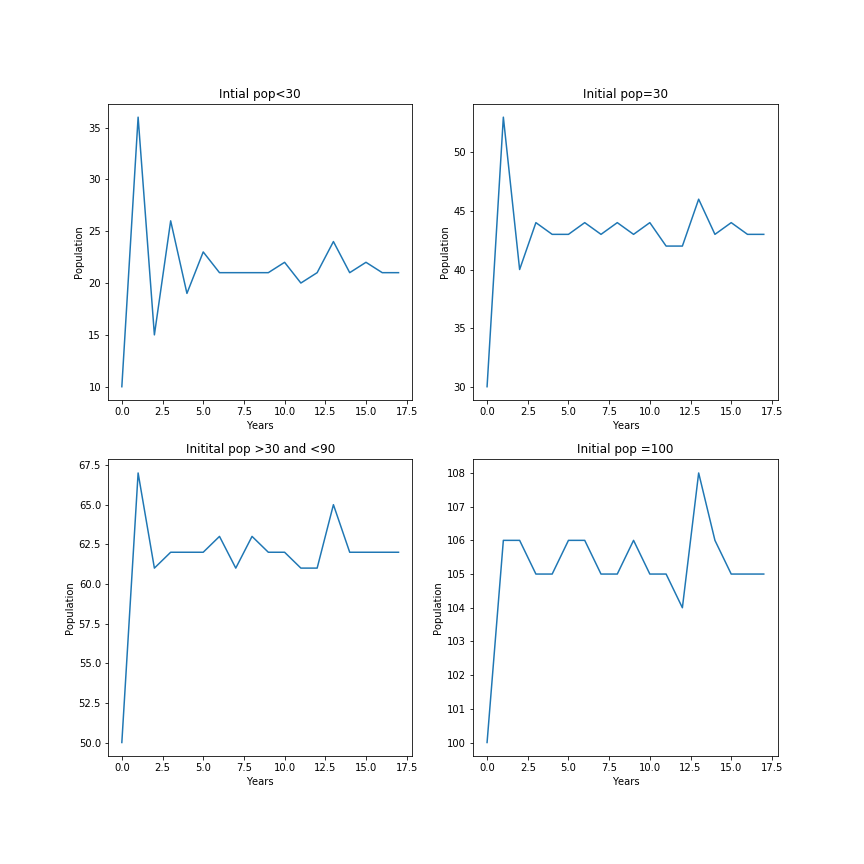 Intial pop<30
35
30
25
20
15
10
Population
0.0 2.5 5.0 7.5 10.0 12.5 15.0 17.5
Years
Initial pop=30
50
45
40
35
30
Population
0.0 2.5 5.0 7.5 10.0 12.5 15.0 17.5
Years
Initital pop >30 and <90
67.5
65.0
62.5
60.0
57.5
55.0
52.5
50.0
Population
0.0 2.5 5.0 7.5 10.0 12.5 15.0 17.5
Years
Initial pop =100
108
107
106
105
104
103
102
101
100
Population
0.0 2.5 5.0 7.5 10.0 12.5 15.0 17.5
Years